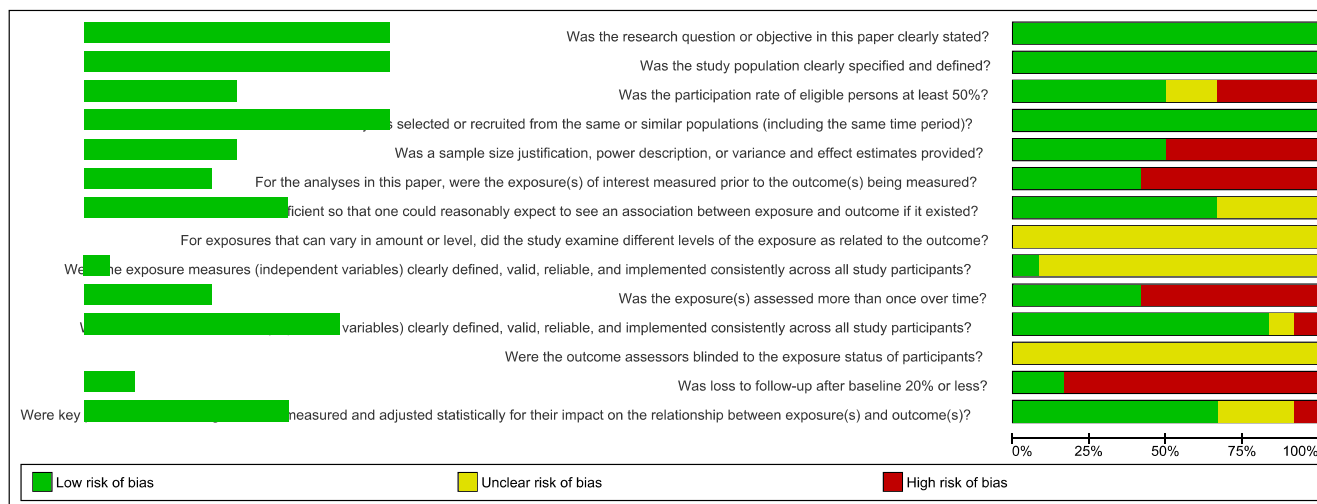 Was the research question or objective in this paper clearly stated?
Was the study population clearly specified and defined?
Was the participation rate of eligible persons at least 50%?
selected or recruited from the same or similar populations (including the same time period)?
Was a sample size justification, power description, or variance and effect estimates provided?
For the analyses in this paper, were the exposure(s) of interest measured prior to the outcome(s) being measured?
so that one could reasonably expect to see an association between exposure and outcome if it existed?
For exposures that can vary in amount or level, did the study examine different levels of the exposure as related to the outcome?
exposure measures (independent variables) clearly defined, valid, reliable, and implemented consistently across all study participants?
Was the exposure(s) assessed more than once over time?
variables) clearly defined, valid, reliable, and implemented consistently across all study participants?
Were the outcome assessors blinded to the exposure status of participants?
Was loss to follow-up after baseline 20% or less?
Were key measured and adjusted statistically for their impact on the relationship between exposure(s) and outcome(s)?
0% 25% 50% 75% 100%
Low risk of bias Unclear risk of bias High risk of bias